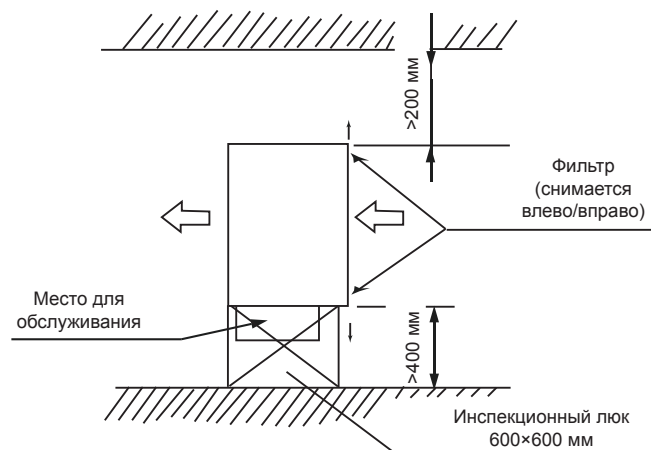 >200 мм
Фильтр
(снимается
влево/вправо)
Место для
обслуживания
>400 мм
Инспекционный люк
600×600 мм